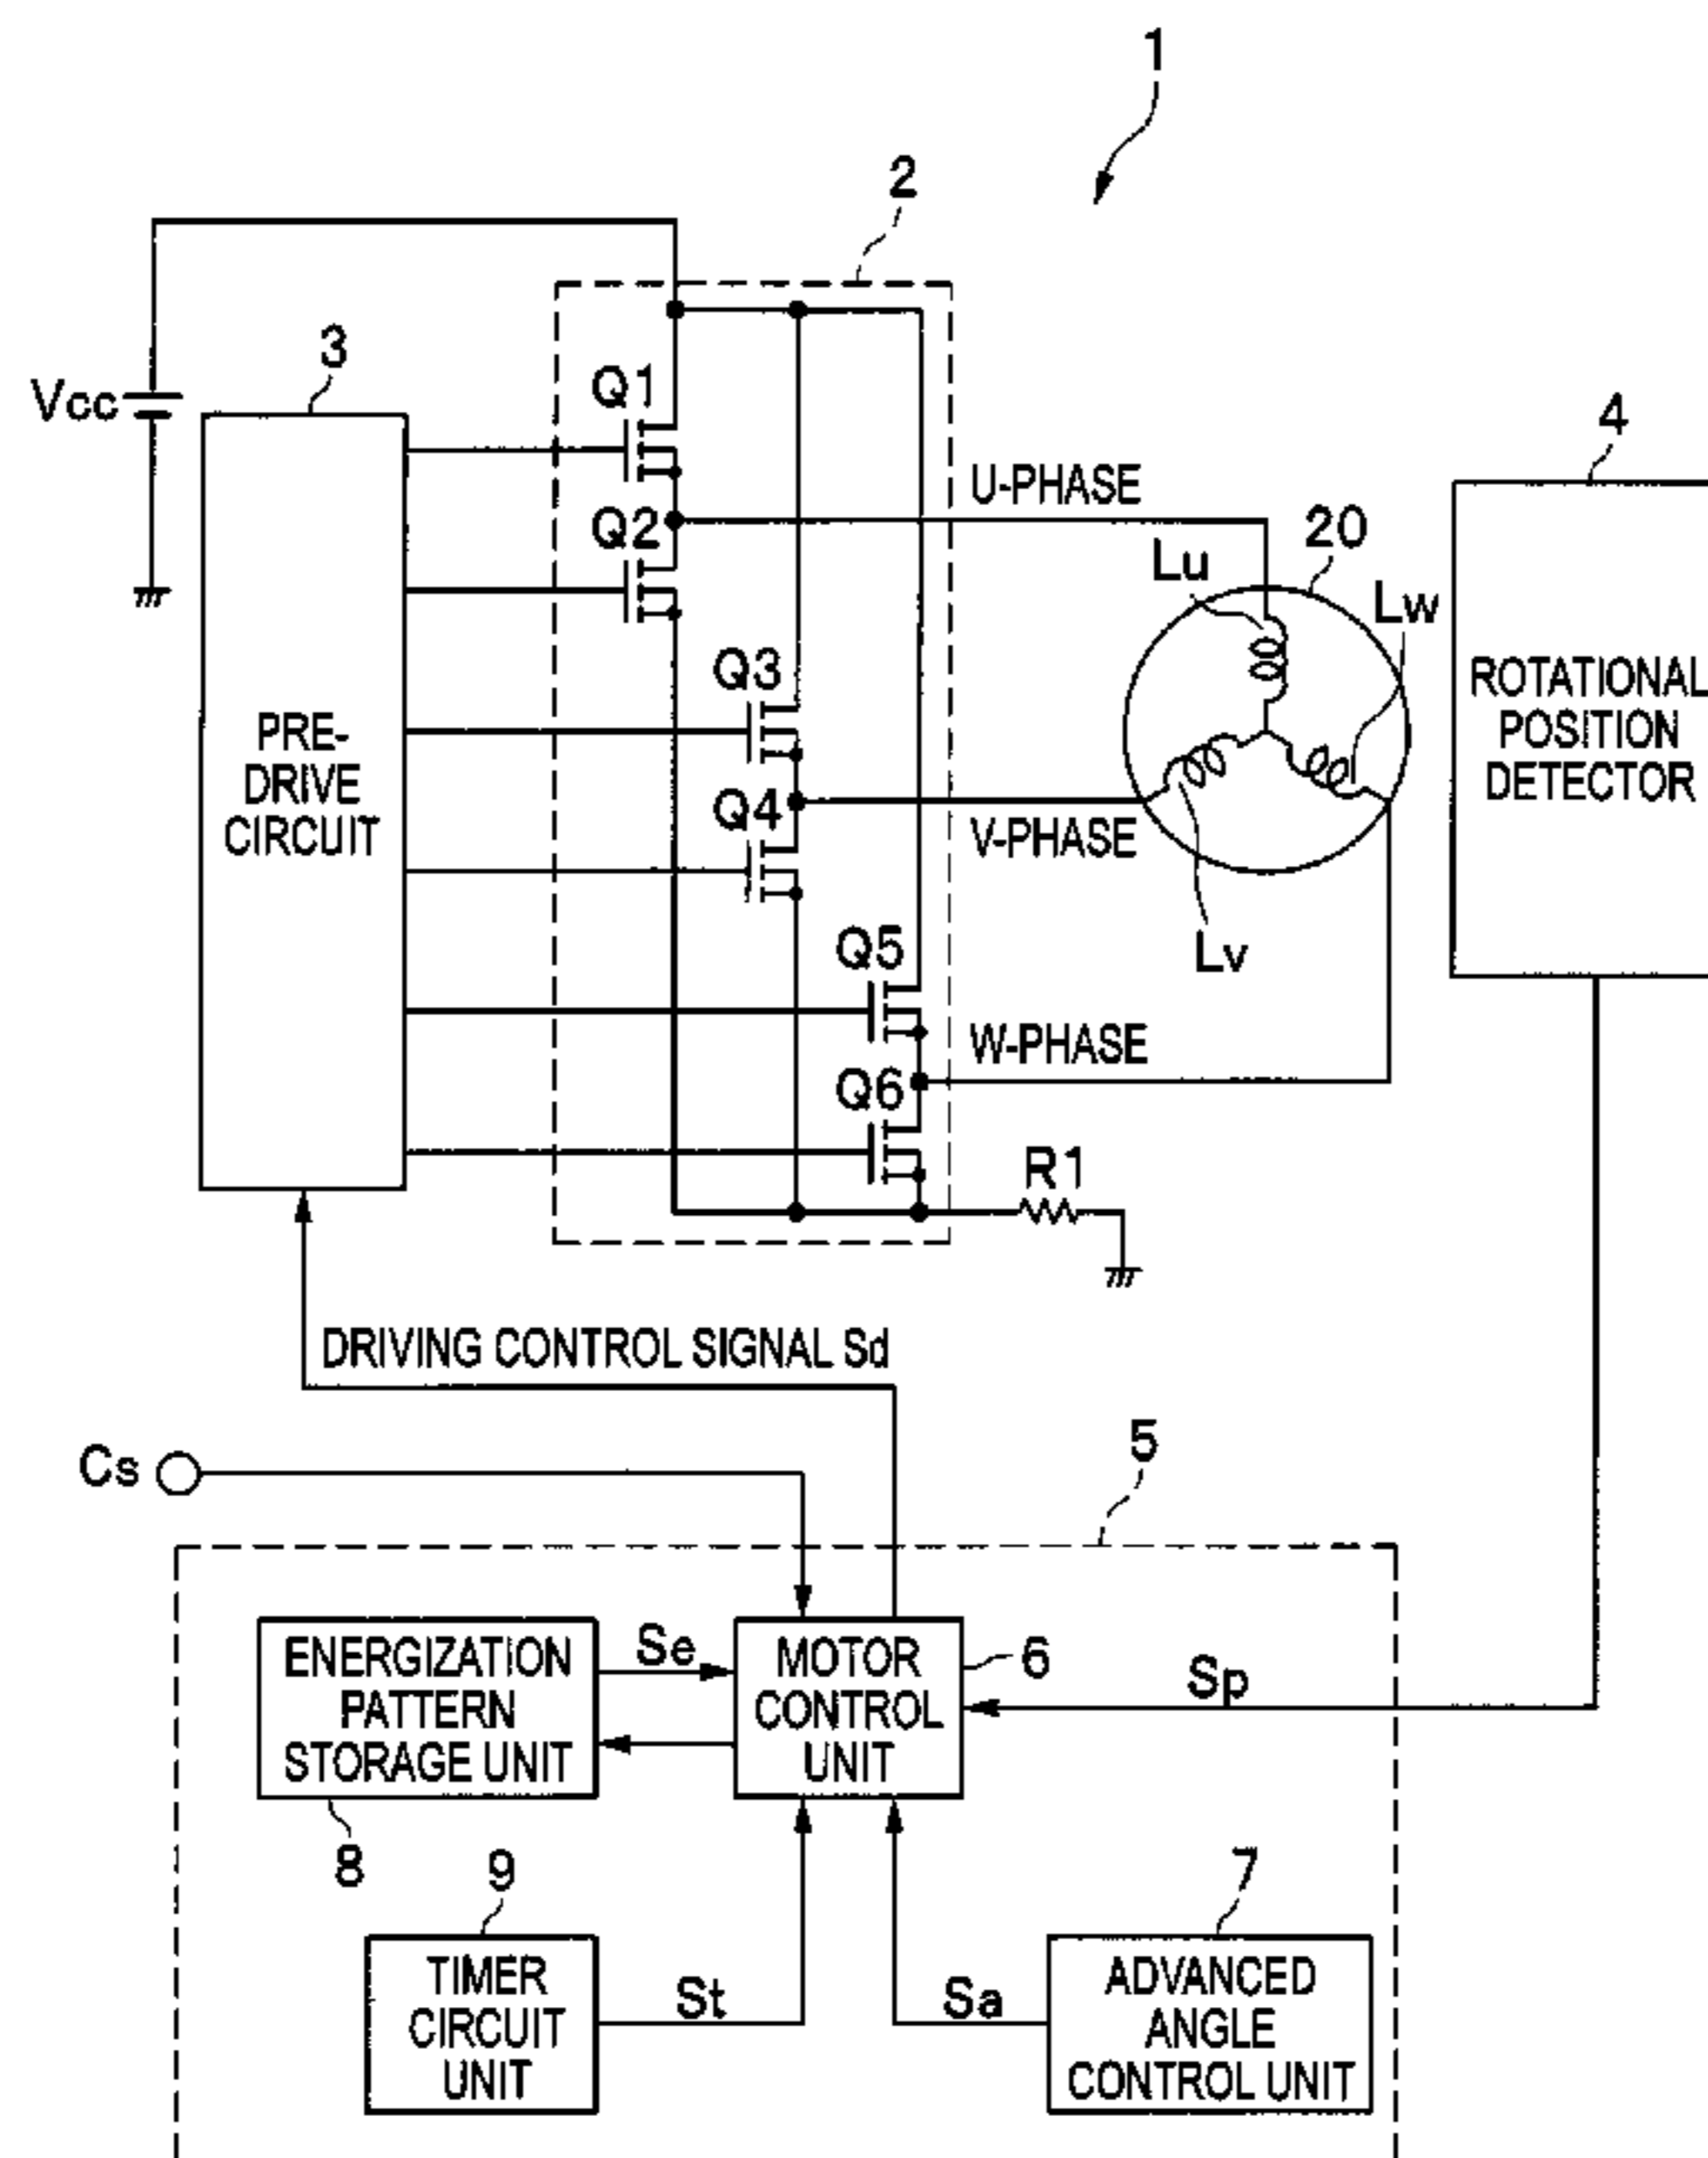 1
2
3
Vcc
Q1
4
U-PHASE
Q2
20
Lu
Lw
Q3
ROTATIONAL
POSITION
DETECTOR
PRE-
DRIVE
CIRCUIT
Q4
V-PHASE
Lv
Q5
W-PHASE
Q6
R1
DRIVING CONTROL SIGNAL Sd
5
Cs
ENERGIZATION
PATTERN
STORAGE UNIT
Se
MOTOR
CONTROL
UNIT
6
Sp
8
9
7
TIMER
CIRCUIT
UNIT
St
Sa
ADVANCED
ANGLE
CONTROL UNIT